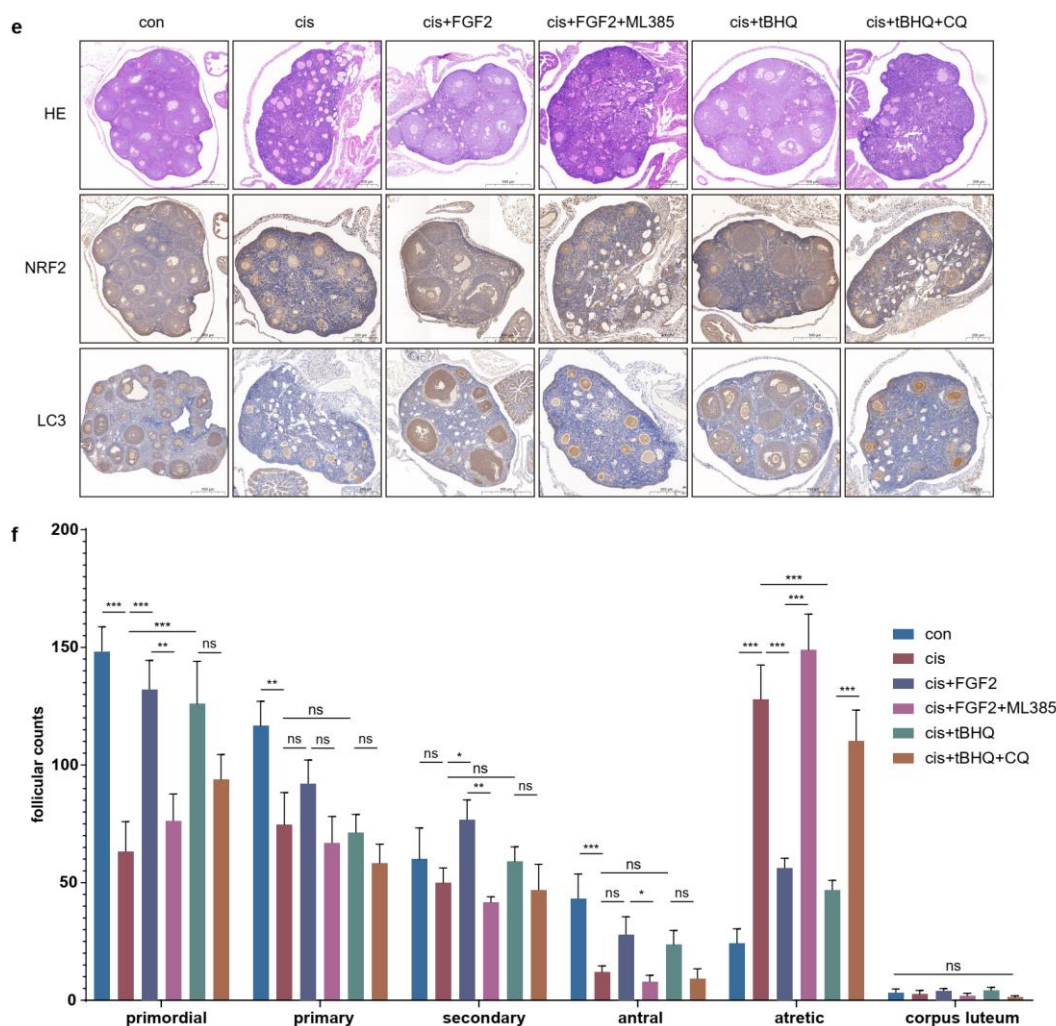 e
con cis cis+FGF2 cis+FGF2+ML385 cis+tBHQ cis+tBHQ+CQ
HE
NRF2
LC3
f
200
150
100
50
0
follicular counts
*** *** *** ** ns
** ns ns ns ns
ns * ns ** ns
*** ns ns * ns
*** *** *** *** ***
ns
con
cis
cis+FGF2
cis+FGF2+ML385
cis+tBHQ
cis+tBHQ+CQ
primordial primary secondary antral atretic corpus luteum